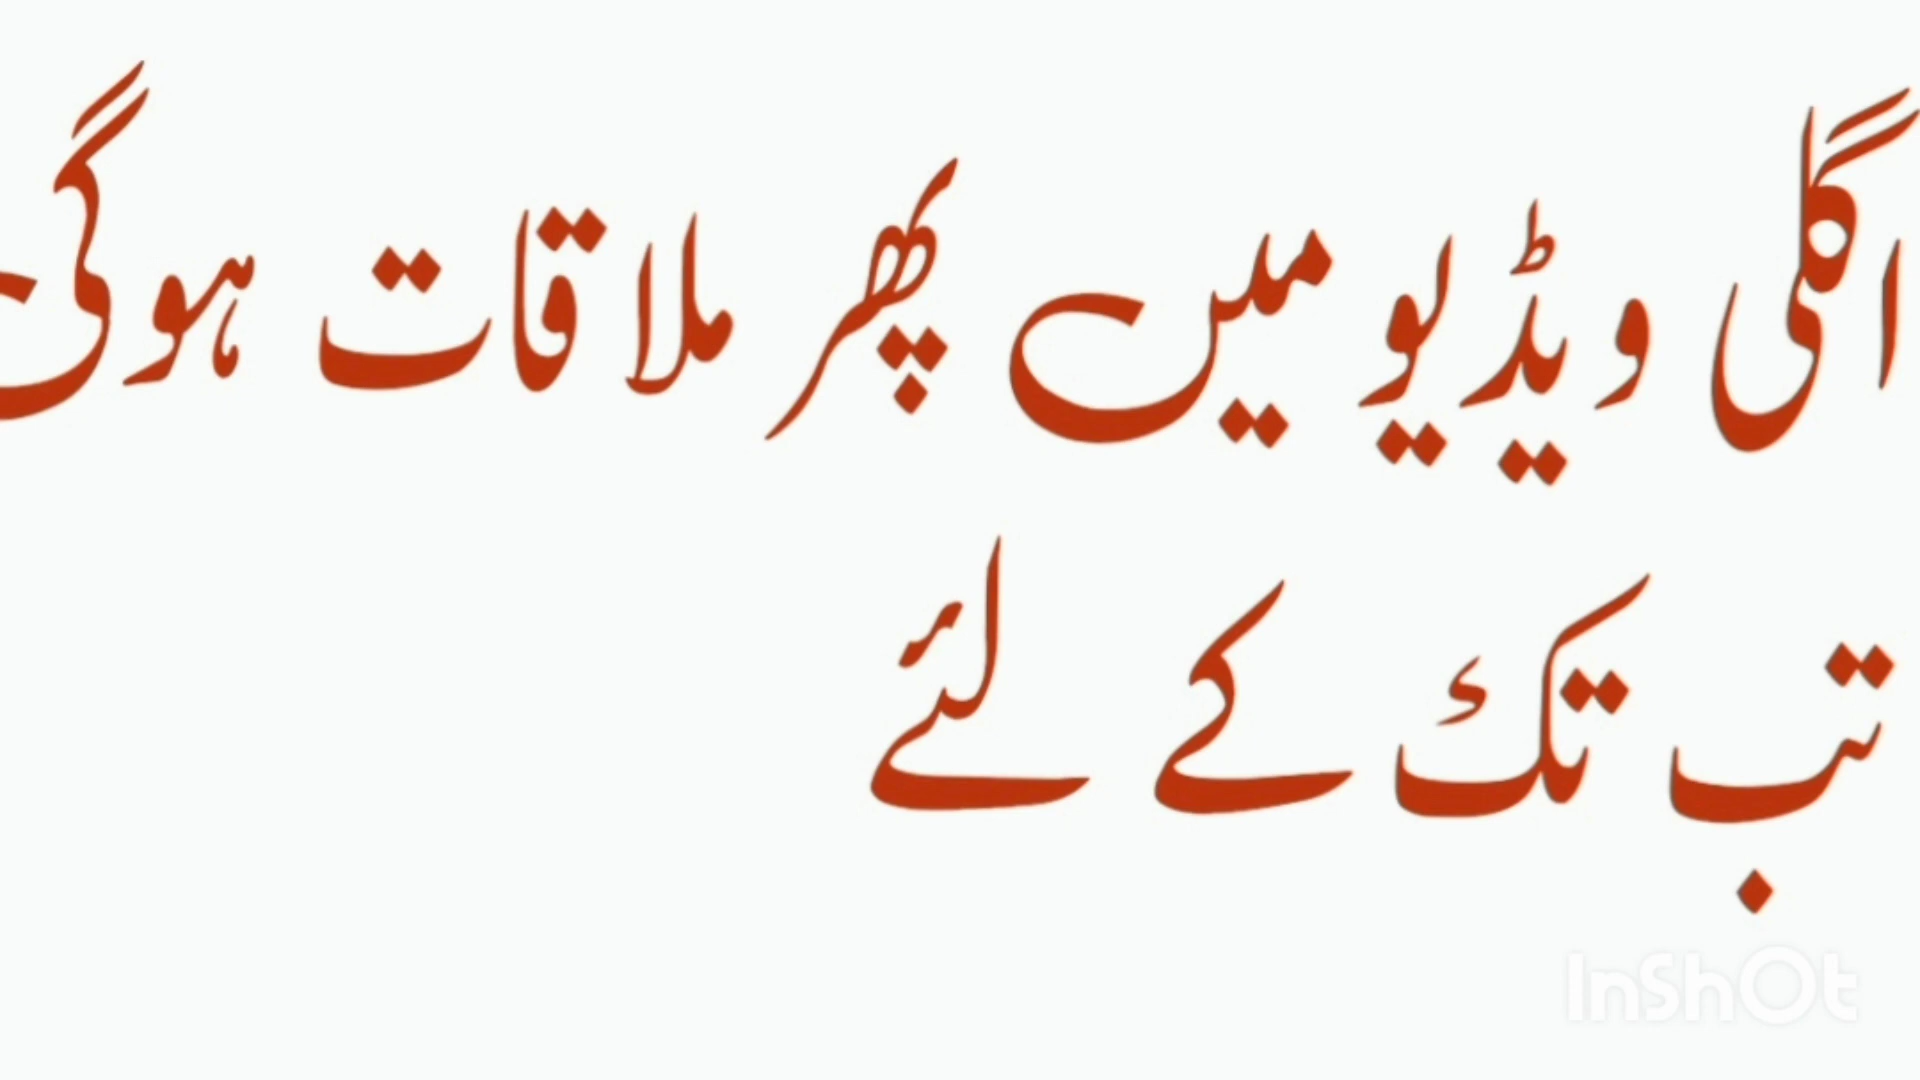 اگلی ویڈیو میں پھر ملاقات ہوگی
تب تک کے لئے
InShOt